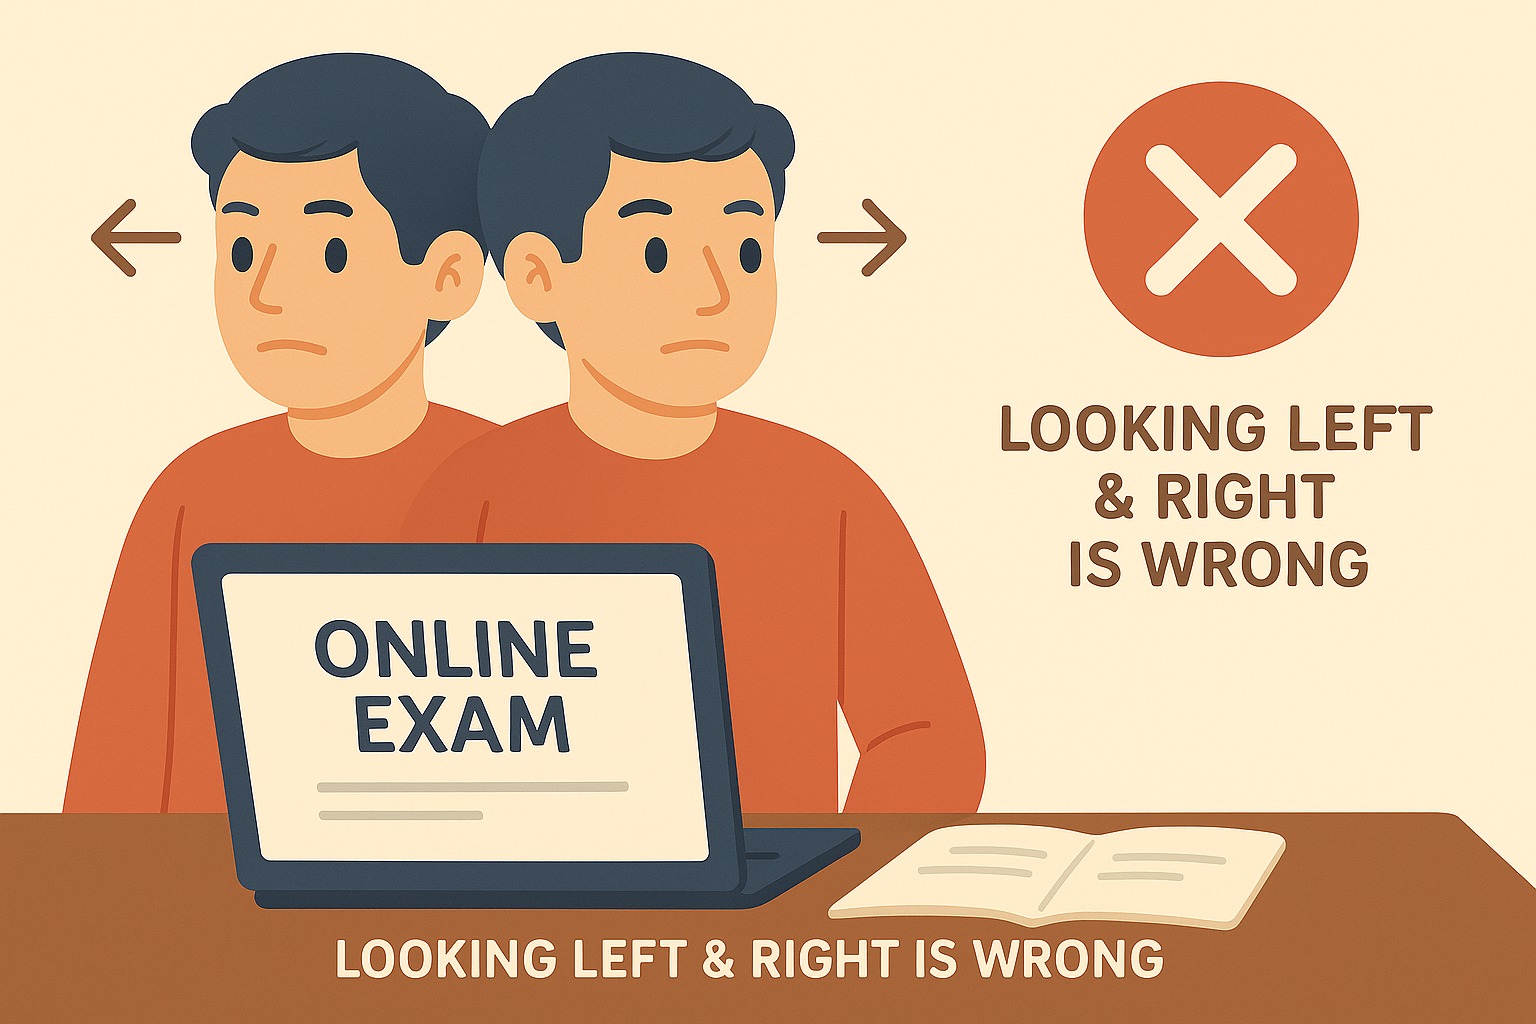 LOOKING LEFT
& RIGHT
IS WRONG
ONLINE
EXAM
LOOKING LEFT & RIGHT IS WRONG